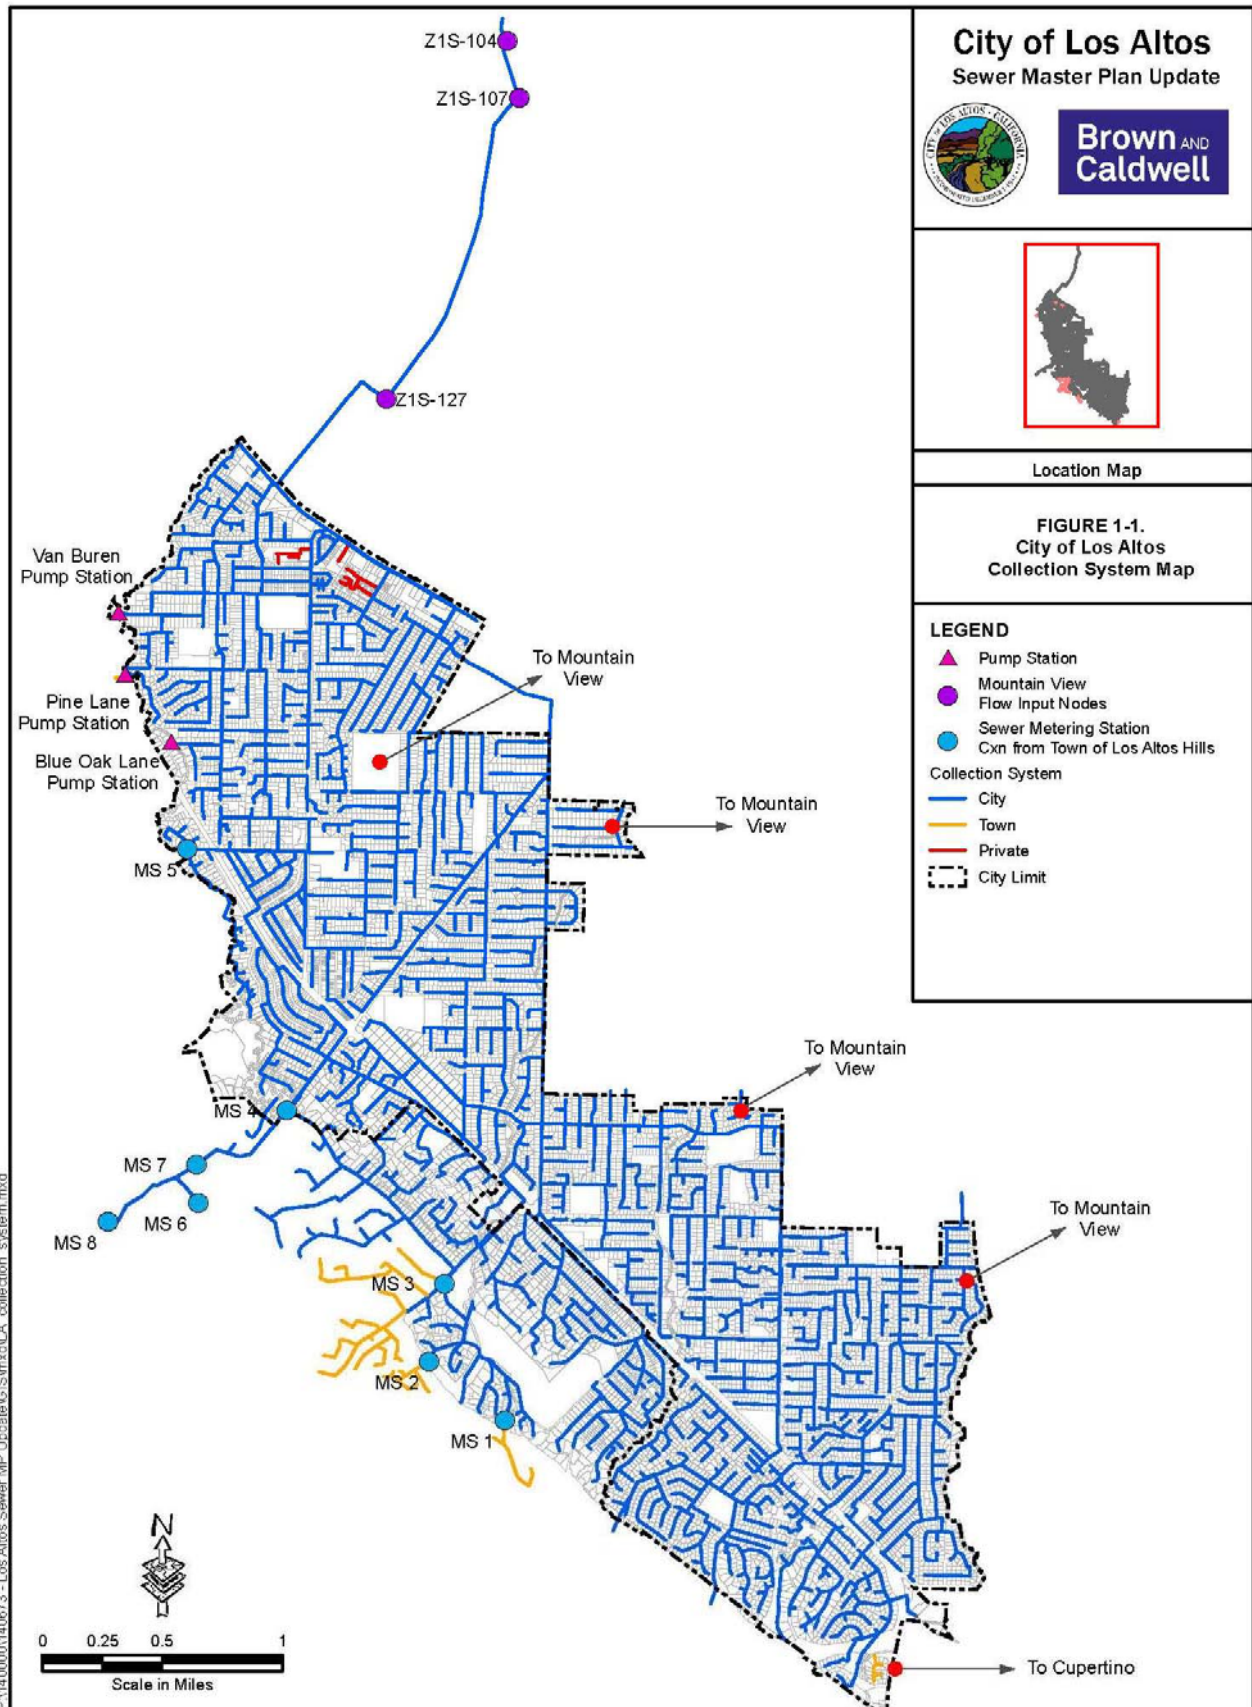 City of Los Altos
Sewer Master Plan Update
Brown AND
Caldwell
Location Map
FIGURE 1-1.
City of Los Altos
Collection System Map
LEGEND
Pump Station
Mountain View
Flow Input Nodes
Sewer Metering Station
Cxn from Town of Los Altos Hills
Collection System
City
Town
Private
City Limit
Z1S-104
Z1S-107
Z1S-127
Van Buren
Pump Station
Pine Lane
Pump Station
Blue Oak Lane
Pump Station
To Mountain
View
To Mountain
View
MS 5
To Mountain
View
MS 4
MS 7
MS 6
MS 8
To Mountain
View
MS 3
MS 2
MS 1
To Cupertino
N
0 0.25 0.5 1
Scale in Miles